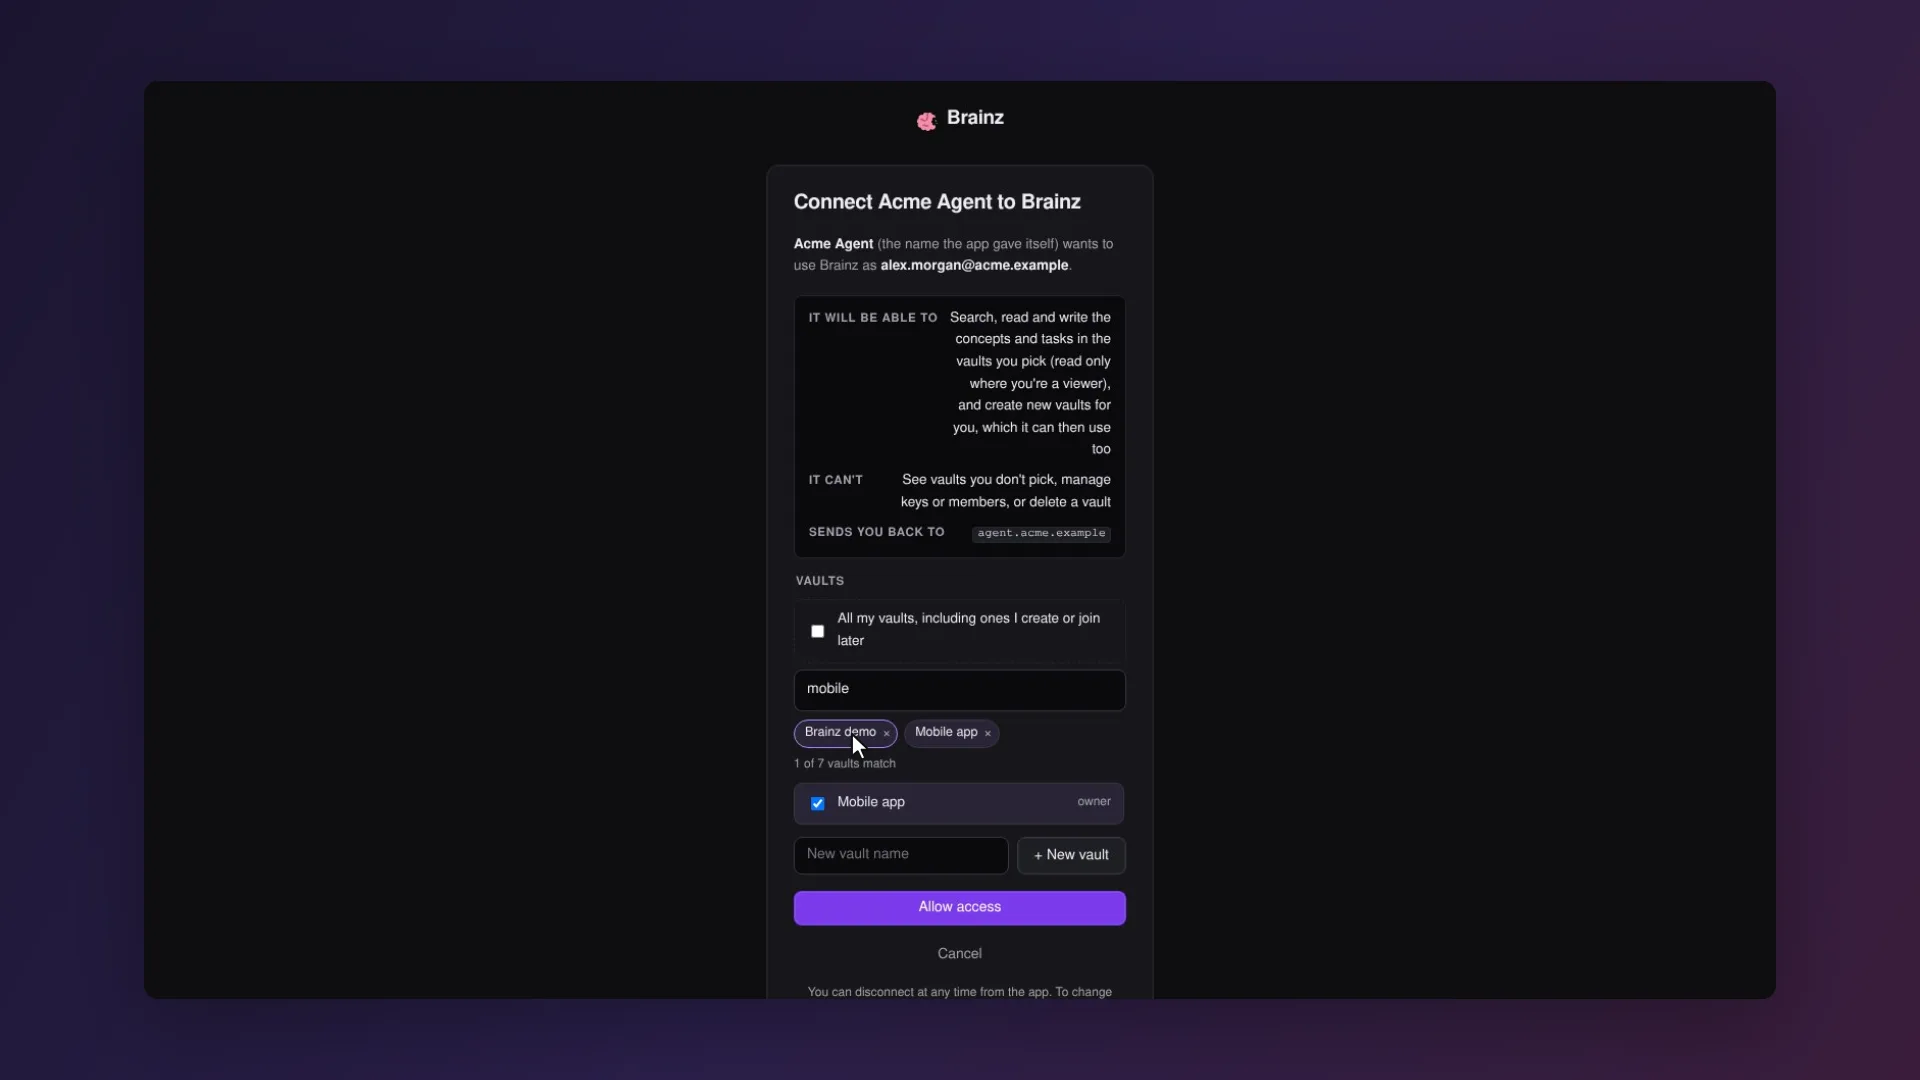 Brainz
Connect Acme Agent to Brainz
Acme Agent (the name the app gave itself) wants to
use Brainz as alex.morgan@acme.example.
IT WILL BE ABLE TO Search, read and write the
concepts and tasks in the
vaults you pick (read only
where you're a viewer),
and create new vaults for
you, which it can then use
too
IT CAN'T See vaults you don't pick, manage
keys or members, or delete a vault
SENDS YOU BACK TO agent.acme.example
VAULTS
All my vaults, including ones I create or join
later
mobile
Brainz demo × Mobile app ×
1 of 7 vaults match
Mobile app owner
New vault name + New vault
Allow access
Cancel
You can disconnect at any time from the app. To change